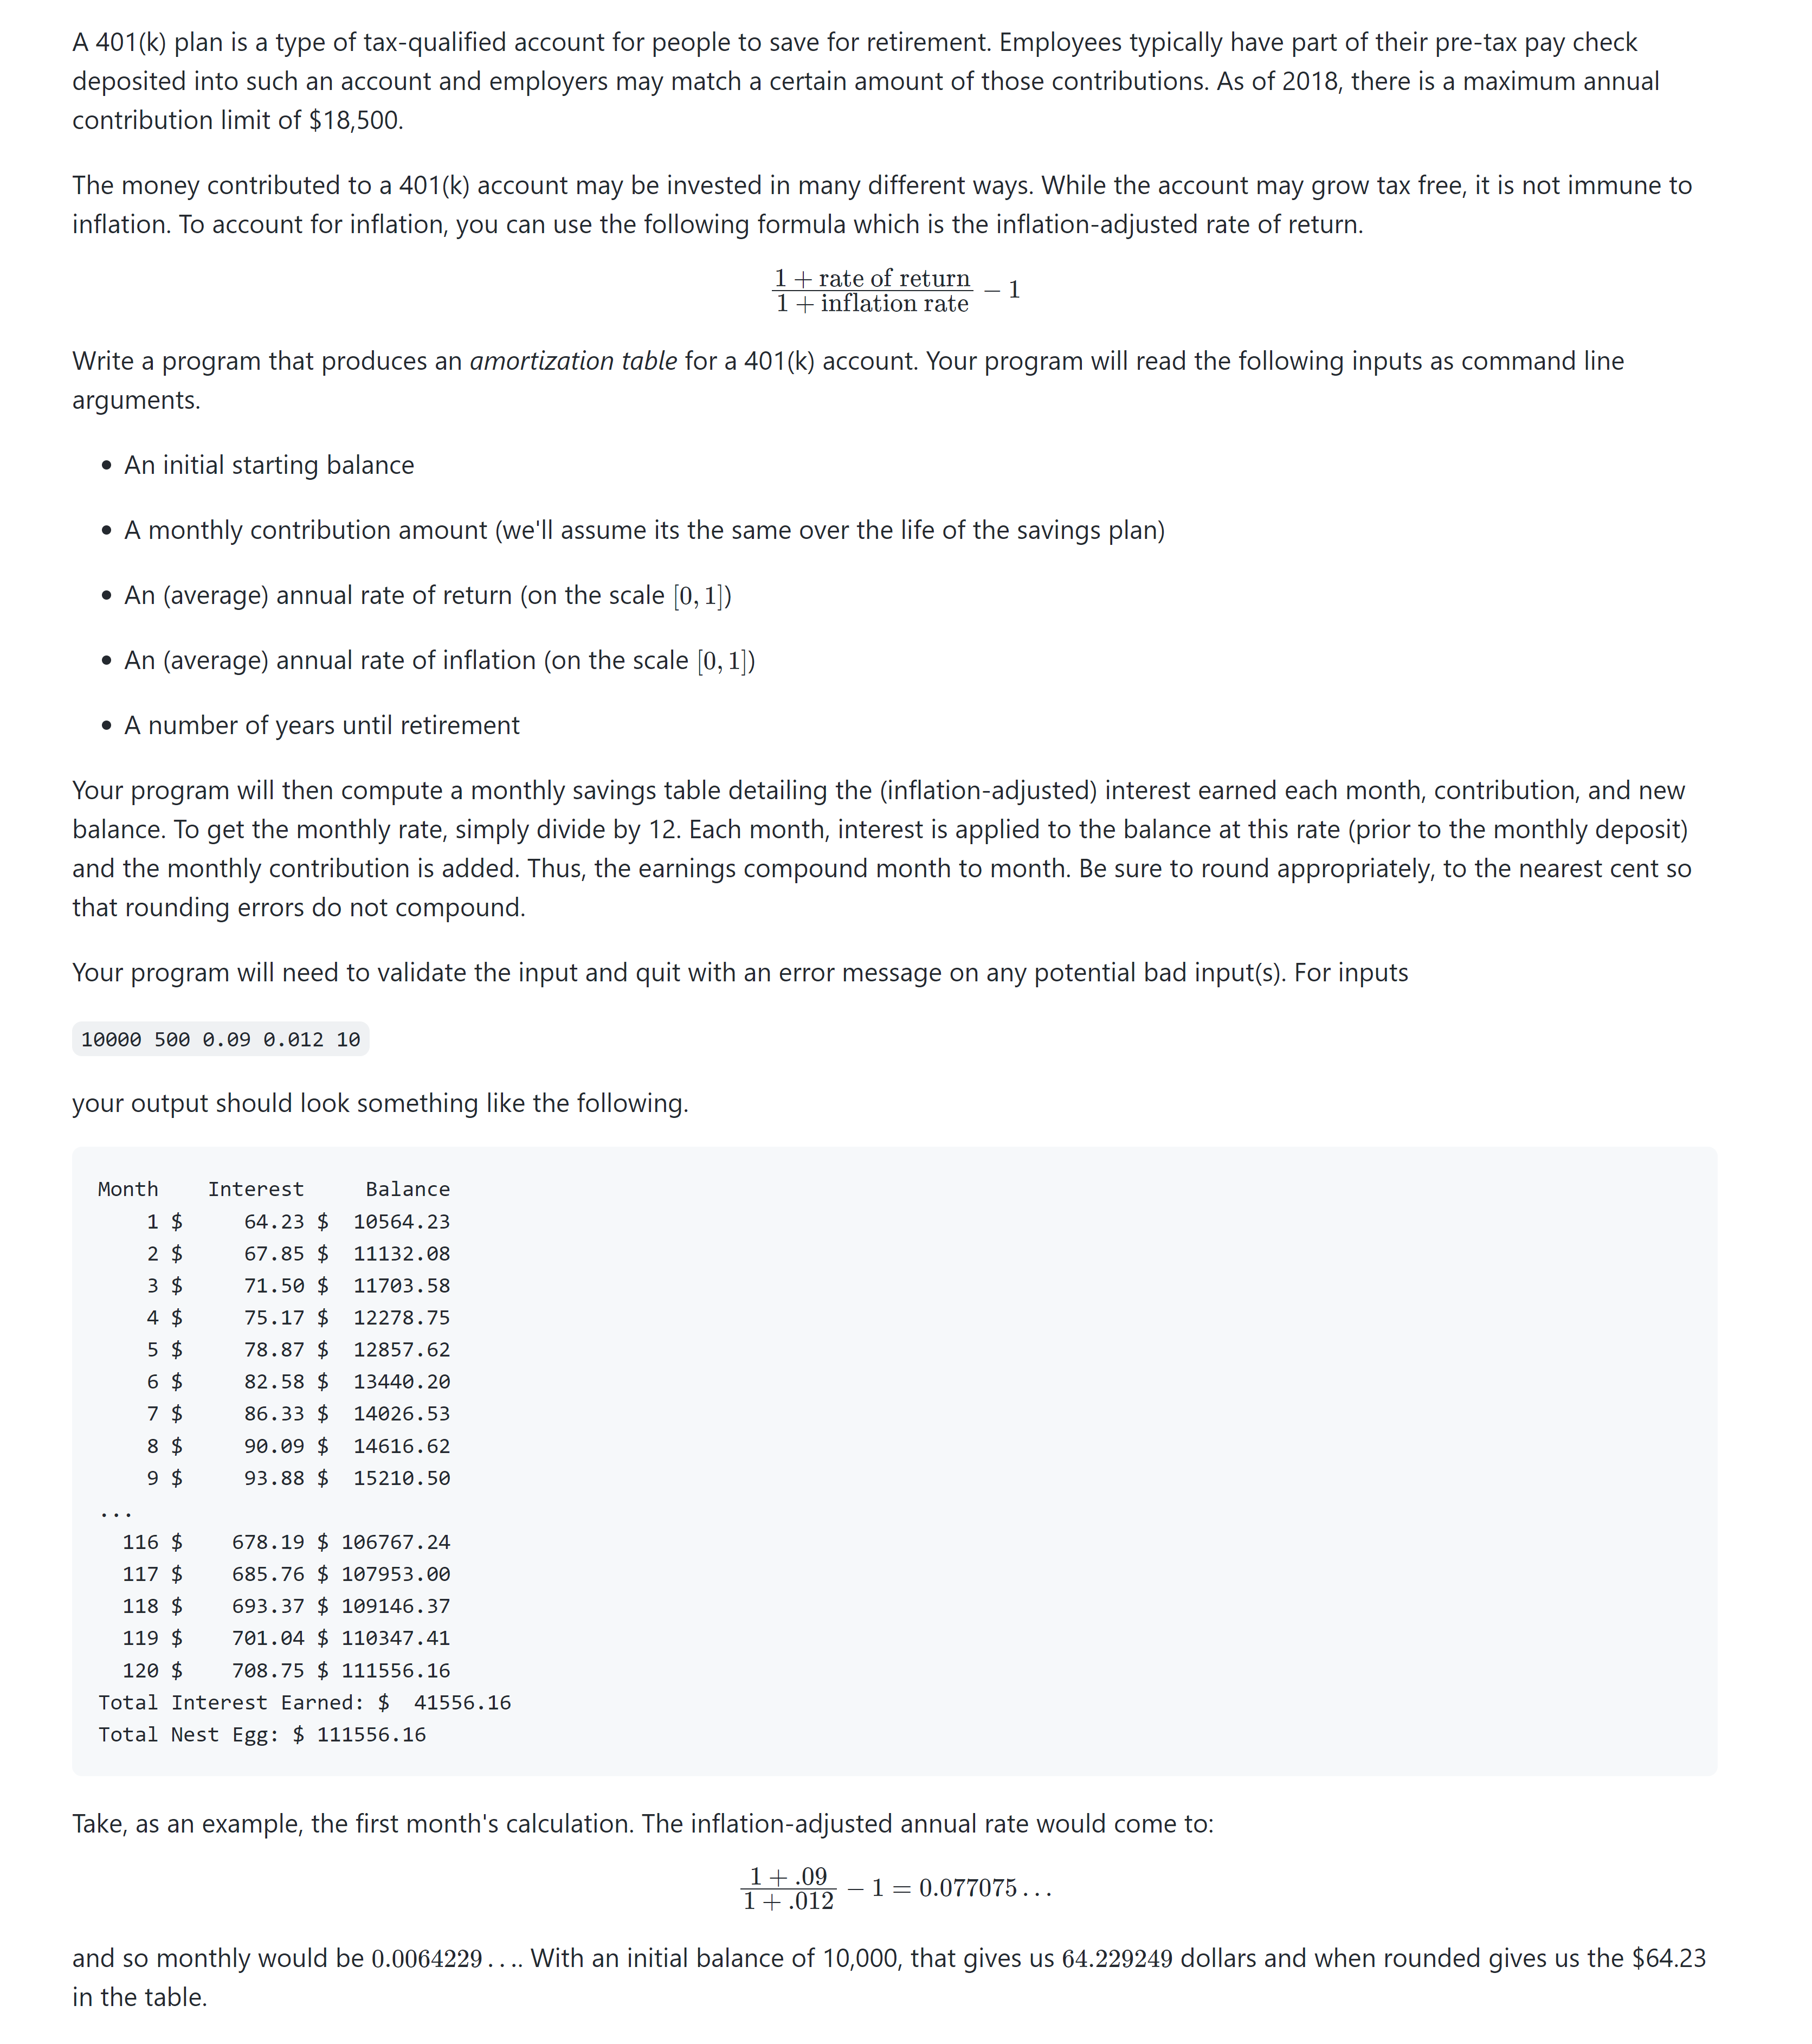 A 401(k) plan is a type of tax-qualified account for people to save for retirement. Employees typically have part of their pre-tax pay check
deposited into such an account and employers may match a certain amount of those contributions. As of 2018, there is a maximum annual
contribution limit of $18,500.
The money contributed to a 401(k) account may be invested in many different ways. While the account may grow tax free, it is not immune to
inflation. To account for inflation, you can use the following formula which is the inflation-adjusted rate of return.
1 + rate of return
1 + inflation rate
− 1
Write a program that produces an amortization table for a 401(k) account. Your program will read the following inputs as command line
arguments.
• An initial starting balance
• A monthly contribution amount (we'll assume its the same over the life of the savings plan)
• An (average) annual rate of return (on the scale [0, 1])
• An (average) annual rate of inflation (on the scale [0, 1])
• A number of years until retirement
Your program will then compute a monthly savings table detailing the (inflation-adjusted) interest earned each month, contribution, and new
balance. To get the monthly rate, simply divide by 12. Each month, interest is applied to the balance at this rate (prior to the monthly deposit)
and the monthly contribution is added. Thus, the earnings compound month to month. Be sure to round appropriately, to the nearest cent so
that rounding errors do not compound.
Your program will need to validate the input and quit with an error message on any potential bad input(s). For inputs
10000 500 0.09 0.012 10
your output should look something like the following.
Month    Interest     Balance
    1 $     64.23 $  10564.23
    2 $     67.85 $  11132.08
    3 $     71.50 $  11703.58
    4 $     75.17 $  12278.75
    5 $     78.87 $  12857.62
    6 $     82.58 $  13440.20
    7 $     86.33 $  14026.53
    8 $     90.09 $  14616.62
    9 $     93.88 $  15210.50
...
  116 $    678.19 $ 106767.24
  117 $    685.76 $ 107953.00
  118 $    693.37 $ 109146.37
  119 $    701.04 $ 110347.41
  120 $    708.75 $ 111556.16
Total Interest Earned: $  41556.16
Total Nest Egg: $ 111556.16
Take, as an example, the first month's calculation. The inflation-adjusted annual rate would come to:
1 + .09
1 + .012
− 1 = 0.077075 . . .
and so monthly would be 0.0064229 . . .. With an initial balance of 10,000, that gives us 64.229249 dollars and when rounded gives us the $64.23
in the table.